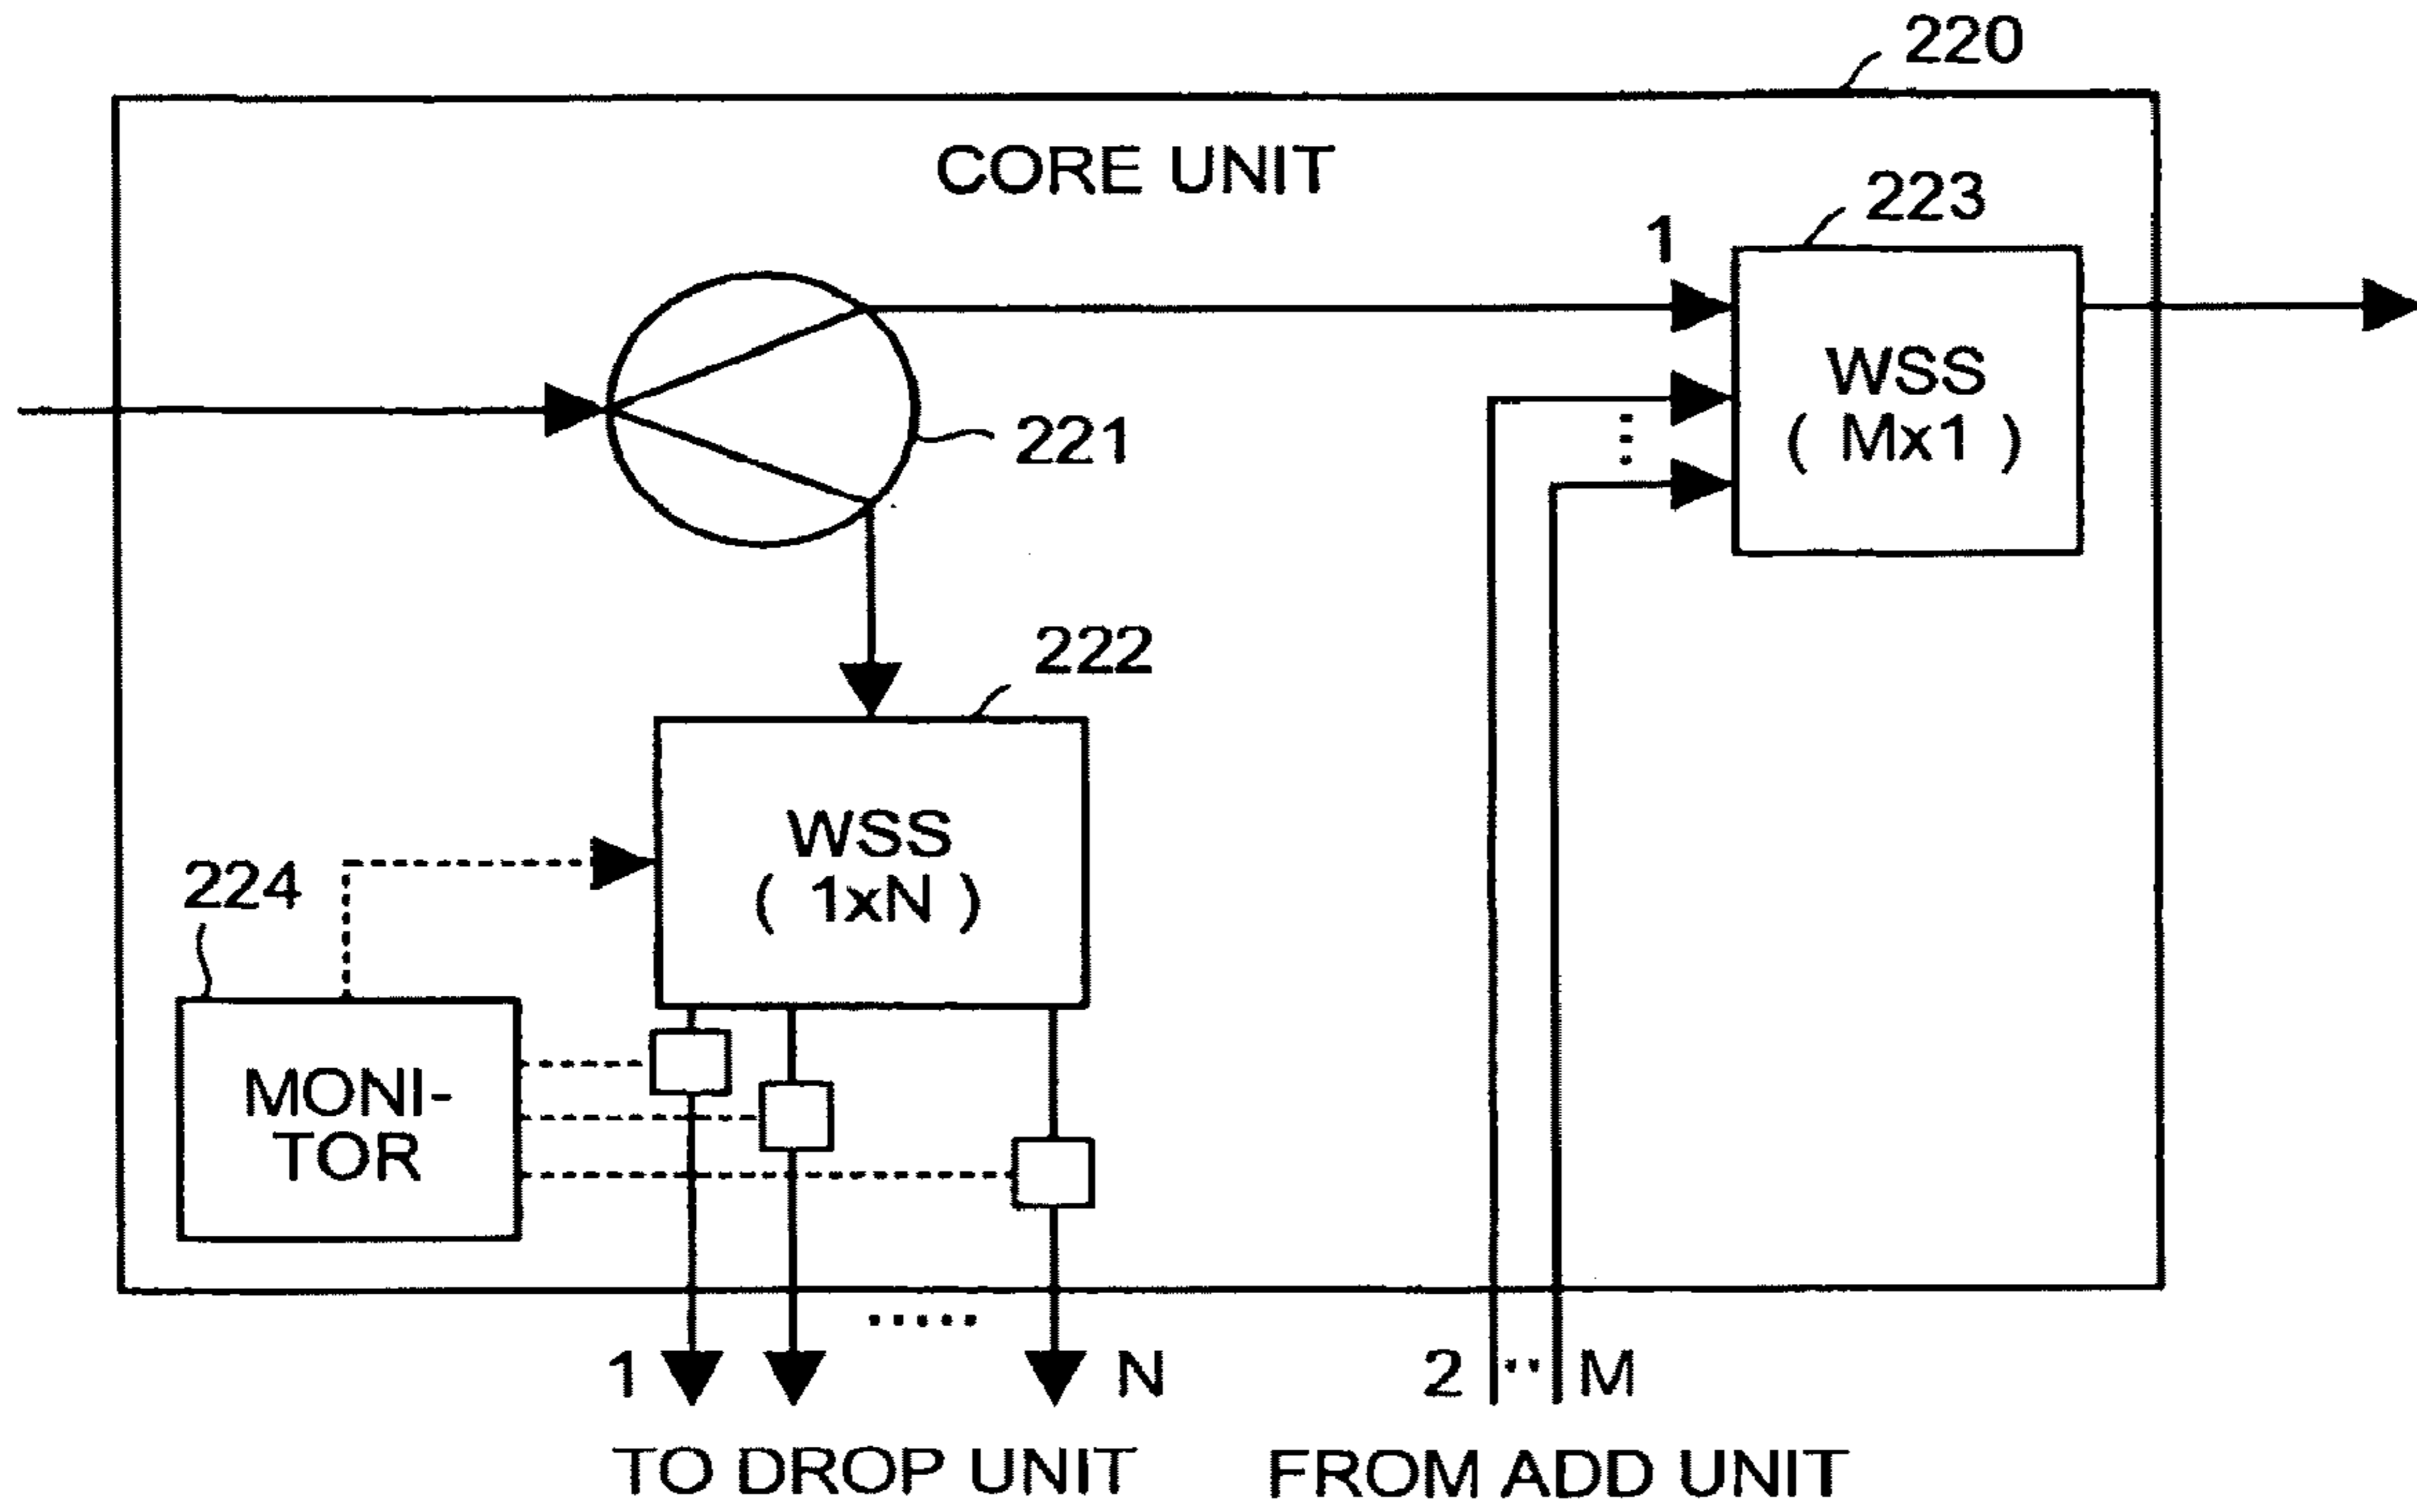 220
CORE UNIT
223
1
WSS
( Mx1 )
221
222
WSS
( 1xN )
224
MONI-
TOR
1
N
2
M
TO DROP UNIT
FROM ADD UNIT